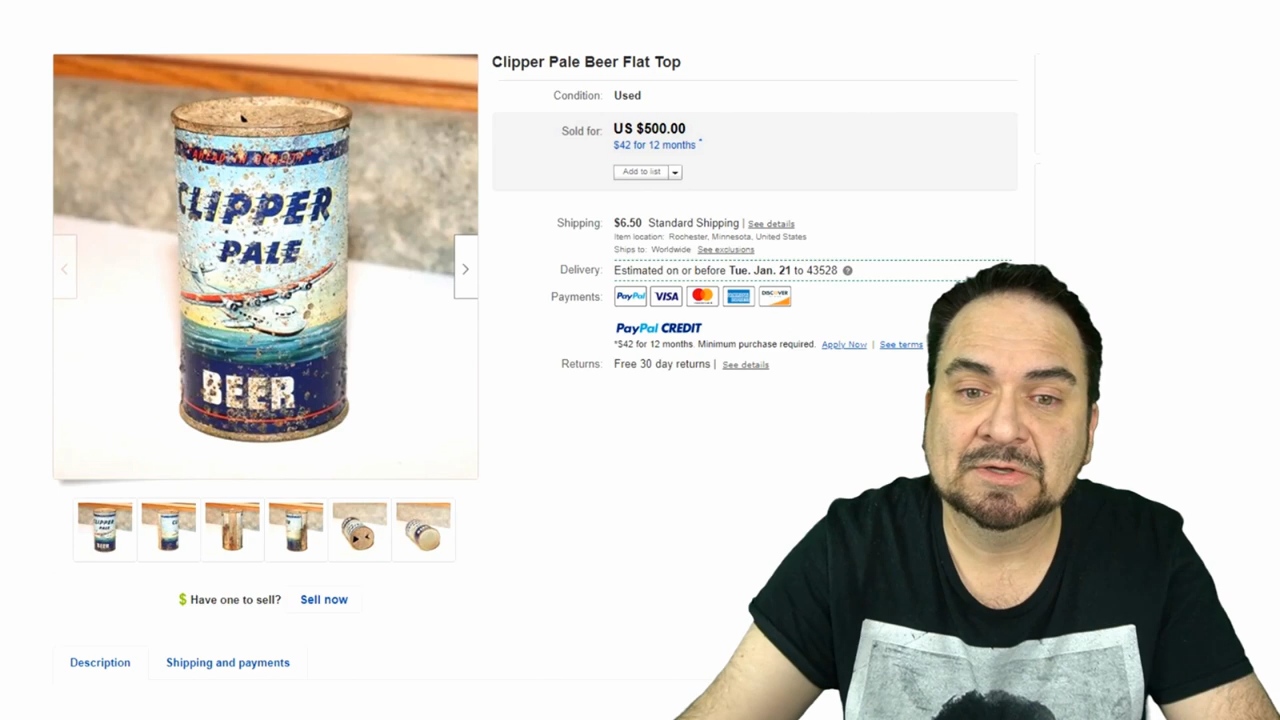 Clipper Pale Beer Flat Top
Condition: Used
Sold for: US $500.00
$42 for 12 months *
Add to list
CLIPPER
PALE
BEER
Shipping: $6.50 Standard Shipping | See details
Item location: Rochester, Minnesota, United States
Ships to: Worldwide See exclusions
Delivery: Estimated on or before Tue. Jan. 21 to 43528 ?
Payments: PayPal VISA DISCOVER
PayPal CREDIT
*$42 for 12 months. Minimum purchase required. Apply Now | See terms
Returns: Free 30 day returns | See details
$ Have one to sell? Sell now
Description
Shipping and payments